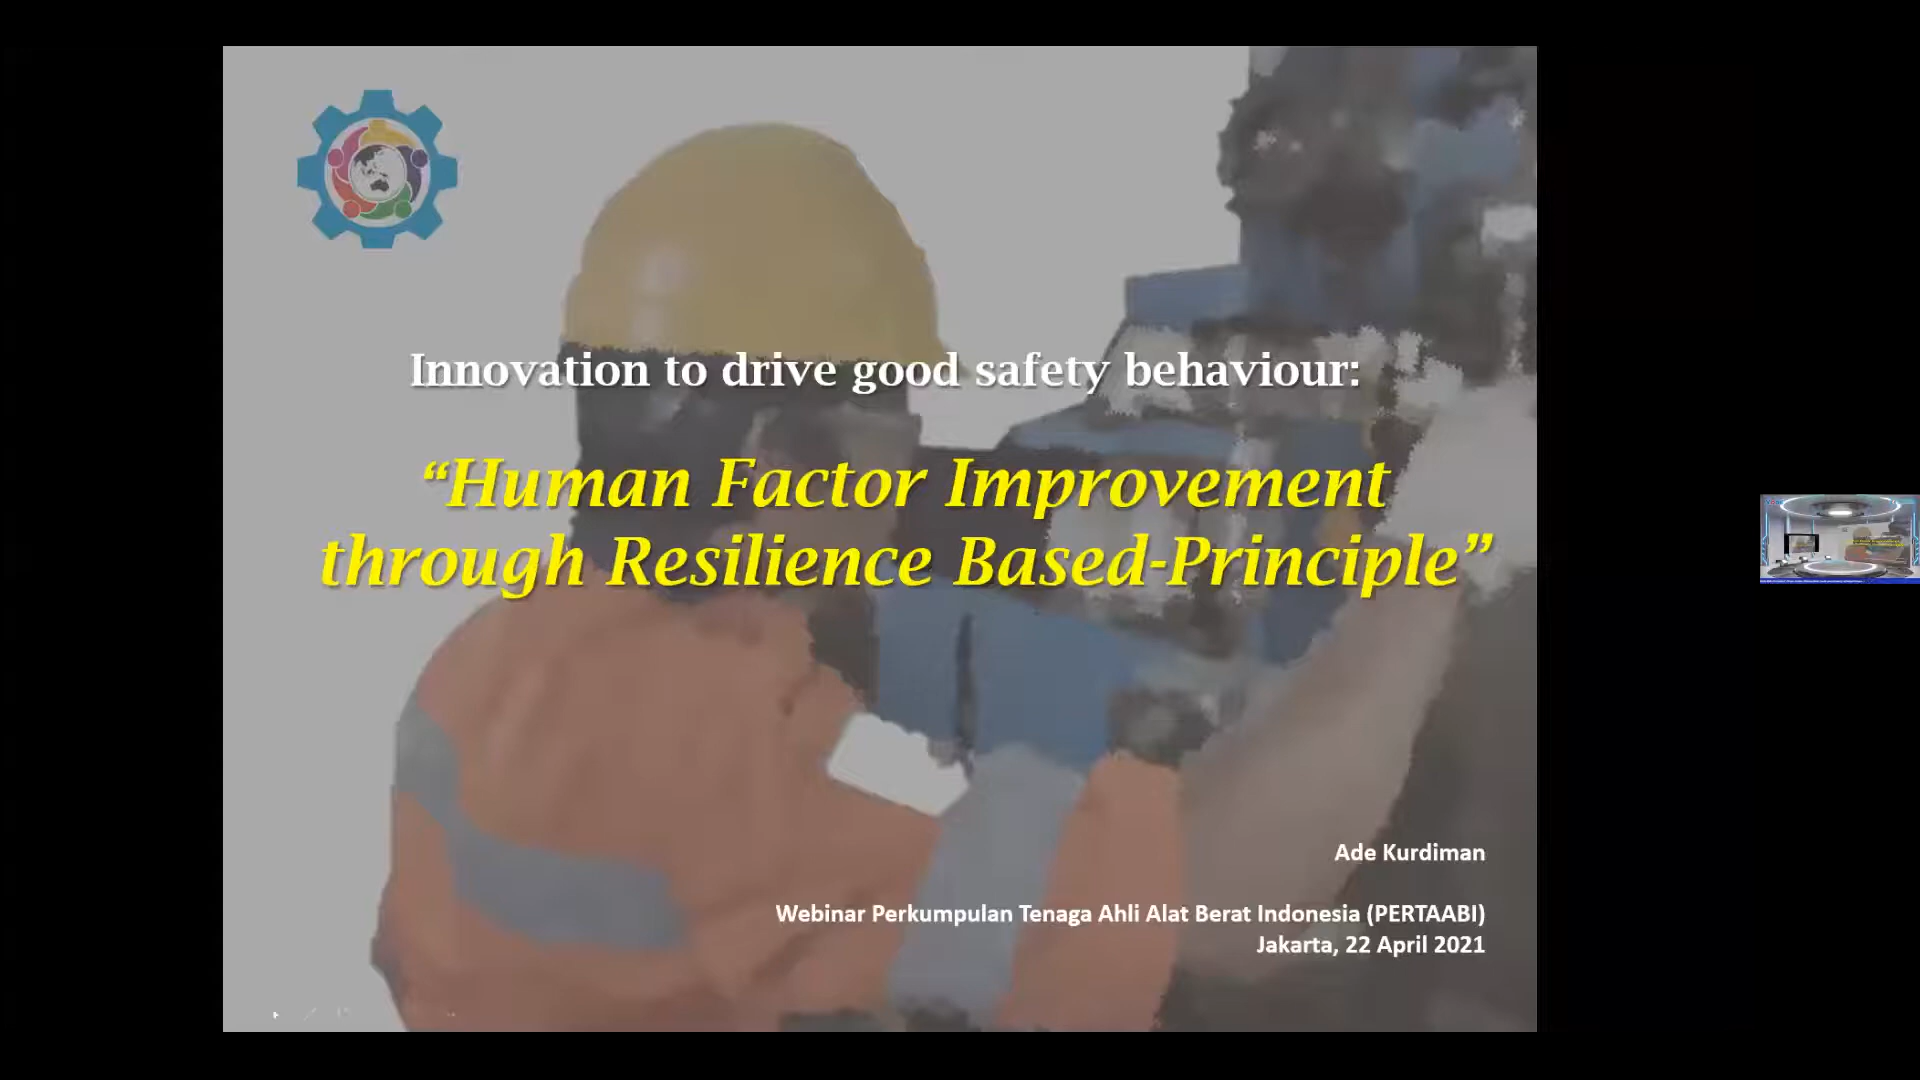 Innovation to drive good safety behaviour:
“Human Factor Improvement
through Resilience Based-Principle”
Ade Kurdiman
Webinar Perkumpulan Tenaga Ahli Alat Berat Indonesia (PERTAABI)
Jakarta, 22 April 2021